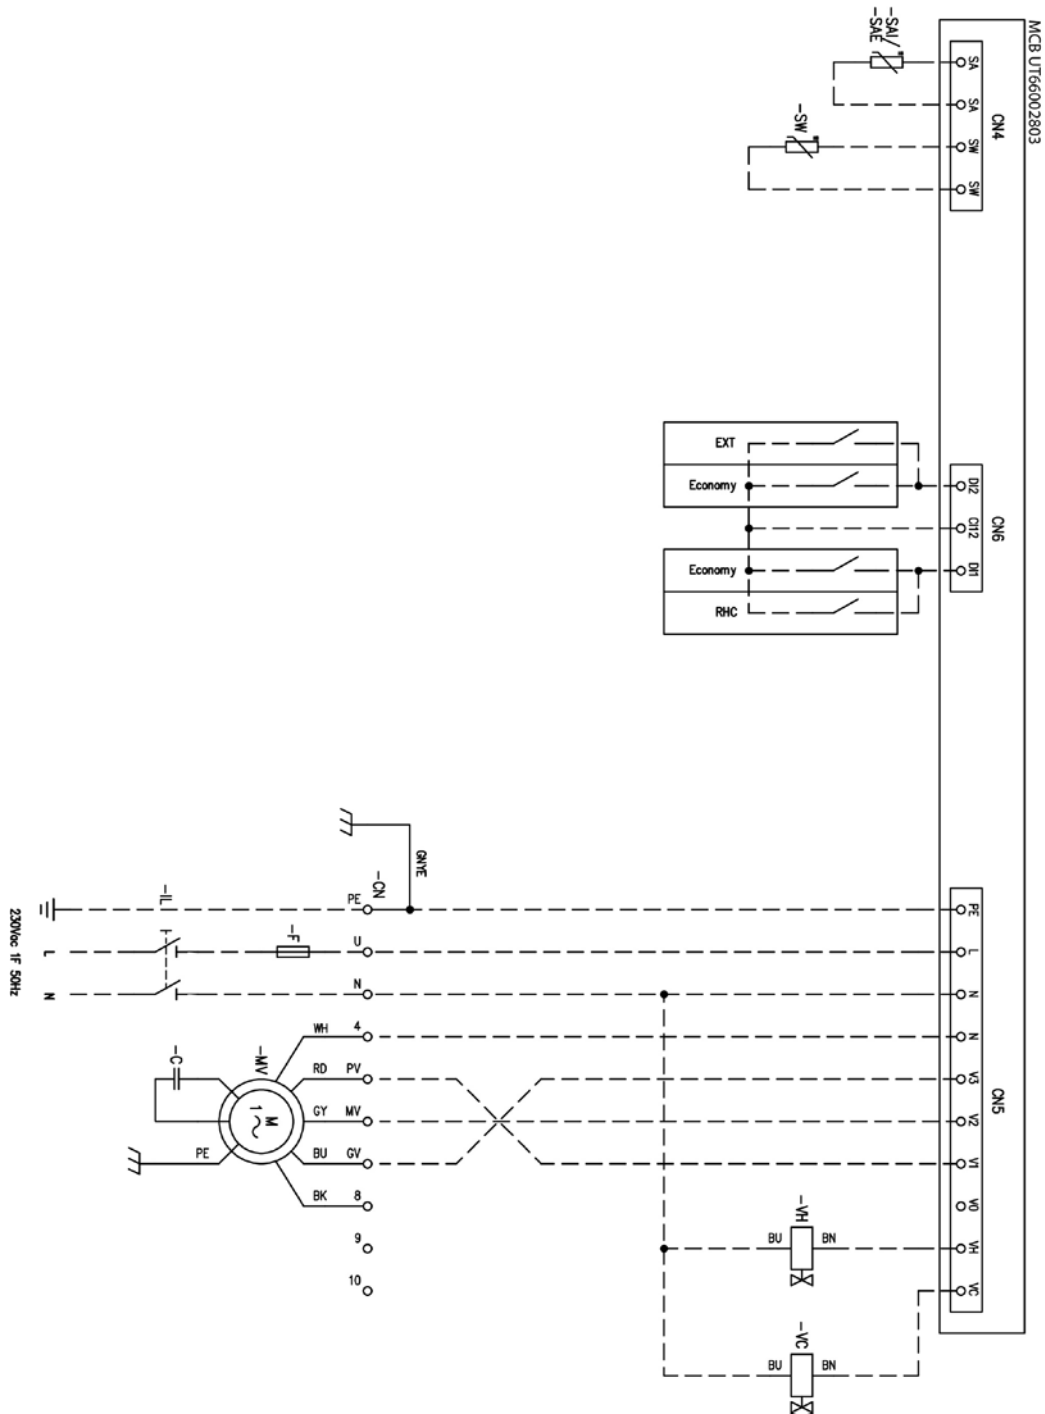 MCB UT66002803
-SAI/
-SAE
-SW
CN4
SA
SA
SW
SW
EXT
Economy
Economy
RHC
CN6
DI2
CI12
DI1
GNYE
-CN
-IL
-F
PE
U
N
230Vac 1F 50Hz
L
N
CN5
PE
L
N
N
V3
V2
V1
V0
VH
VC
WH 4
RD PV
GY MV
BU GV
BK 8
9
10
-C
-MV
M
1
PE
-VH
BU BN
-VC
BU BN